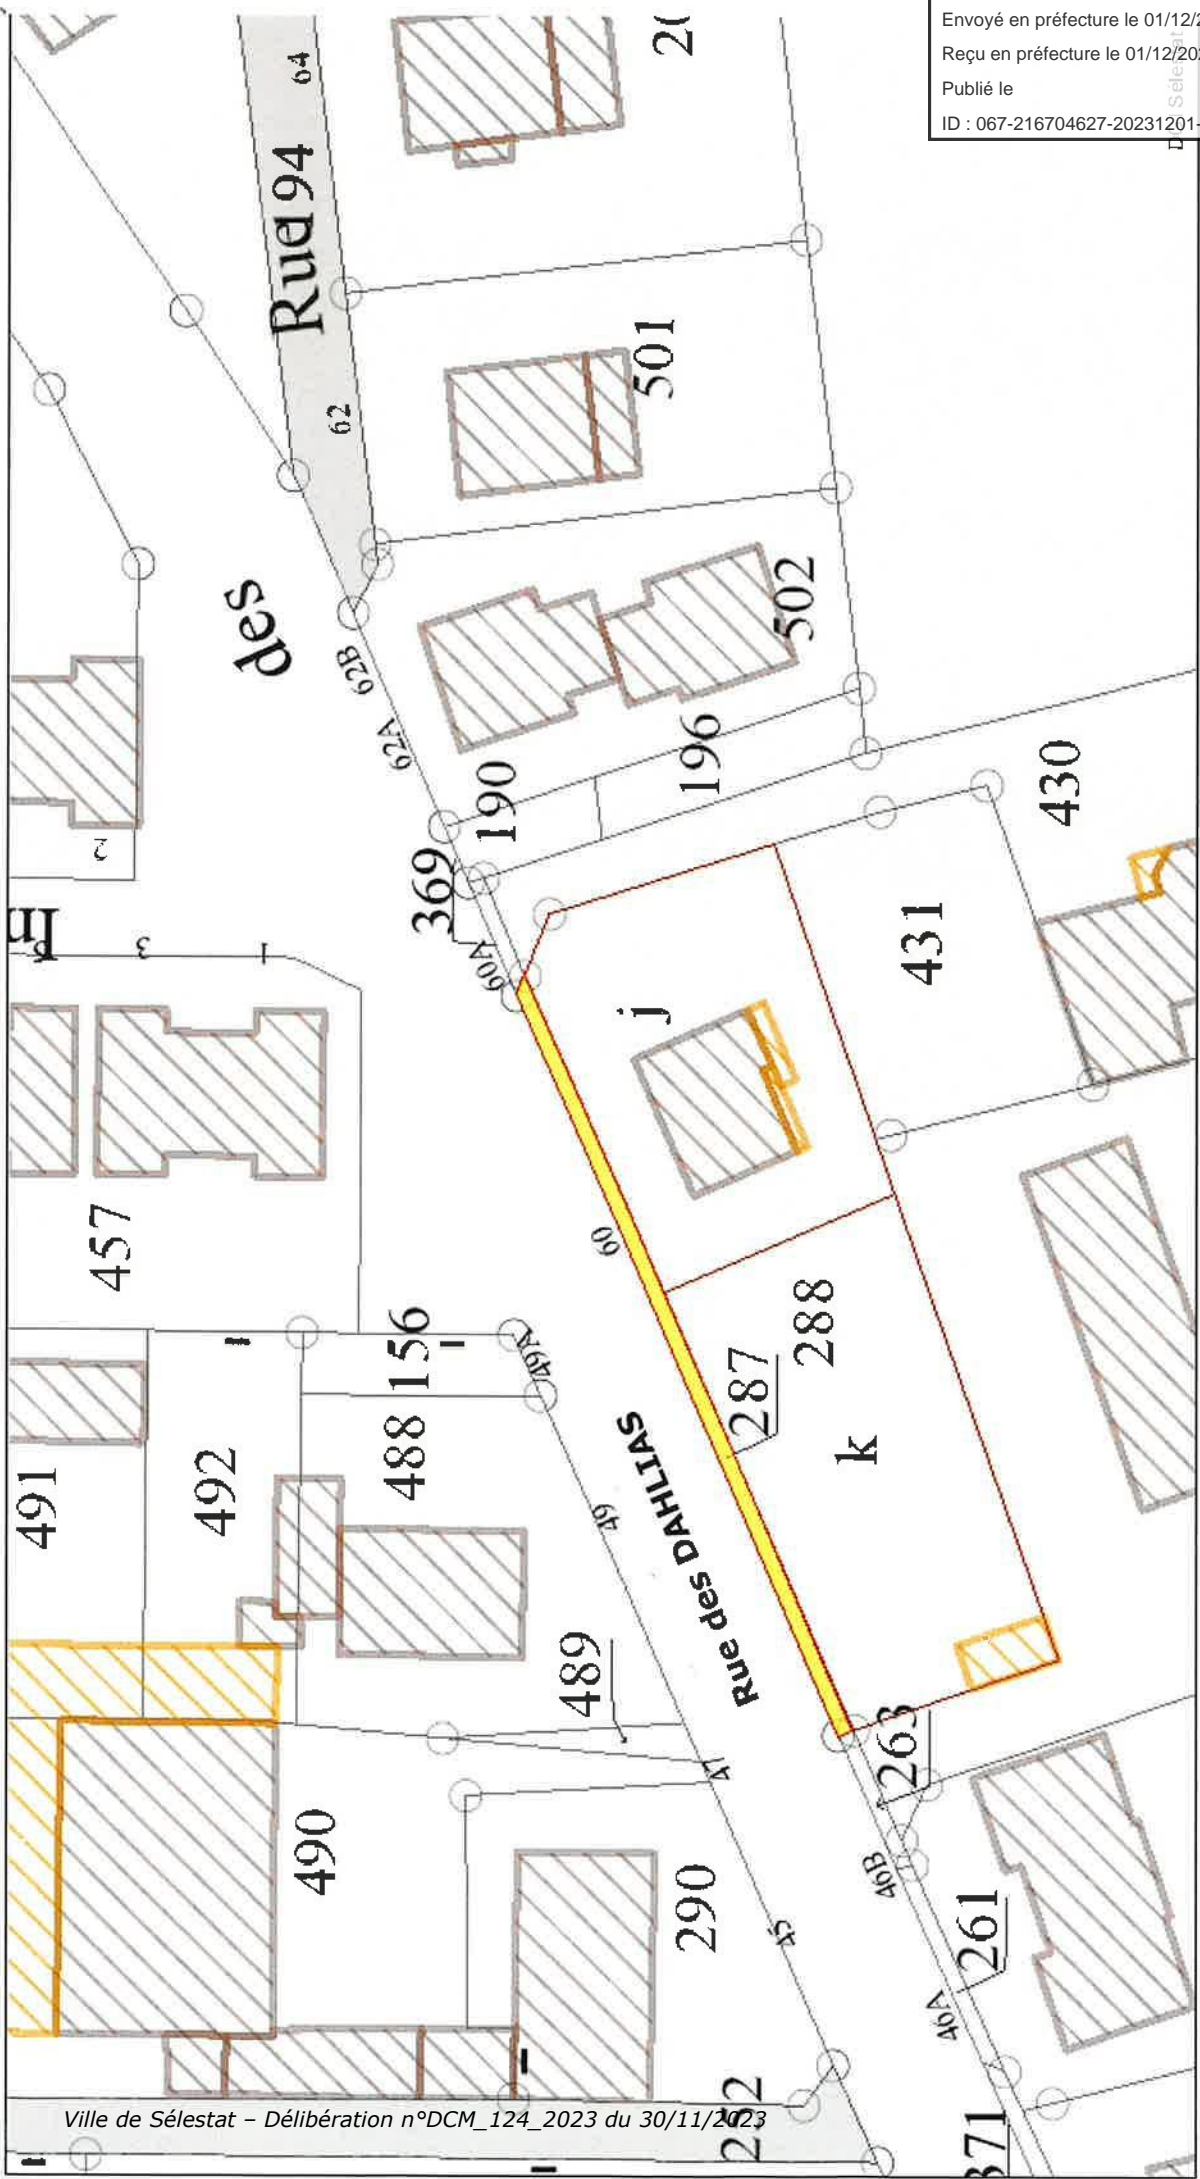 Envoyé en préfecture le 01/12/2
Reçu en préfecture le 01/12/20
Publié le
ID : 067-216704627-20231201-
64
Rue
94
62
501
des
502
62B
62A
196
190
2
369
430
60A
3
1
431
j
457
60
156
49A
288
287
488
492
491
k
49
Rue des DAHLIAS
489
47
263
490
46B
290
261
45
46A
252
371
Ville de Sélestat – Délibération n°DCM_124_2023 du 30/11/2023